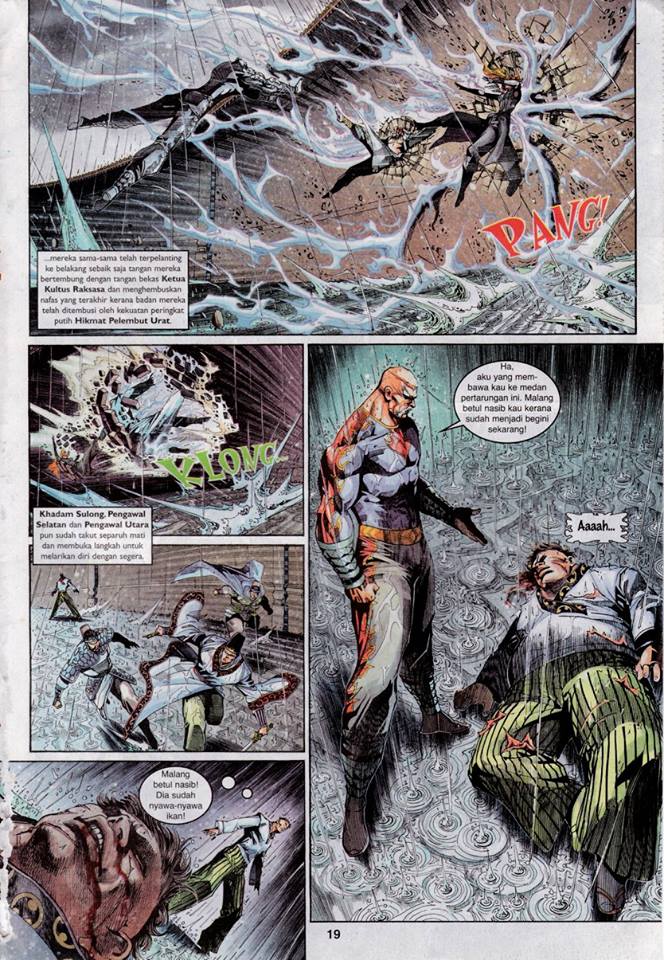 PANG!
...mereka sama-sama telah terpelanting
ke belakang sebaik saja tangan mereka
bertembung dengan tangan bekas Ketua
Kultus Raksasa dan menghembuskan
nafas yang terakhir kerana badan mereka
telah ditembusi oleh kekuatan peringkat
putih Hikmat Pelembut Urat.
KLONG...
Khadam Sulong, Pengawal
Selatan dan Pengawal Utara
pun sudah takut separuh mati
dan membuka langkah untuk
melarikan diri dengan segera.
Malang
betul nasib!
Dia sudah
nyawa-nyawa
ikan!
Ha,
aku yang mem-
bawa kau ke medan
pertarungan ini. Malang
betul nasib kau kerana
sudah menjadi begini
sekarang!
Aaaah...
19